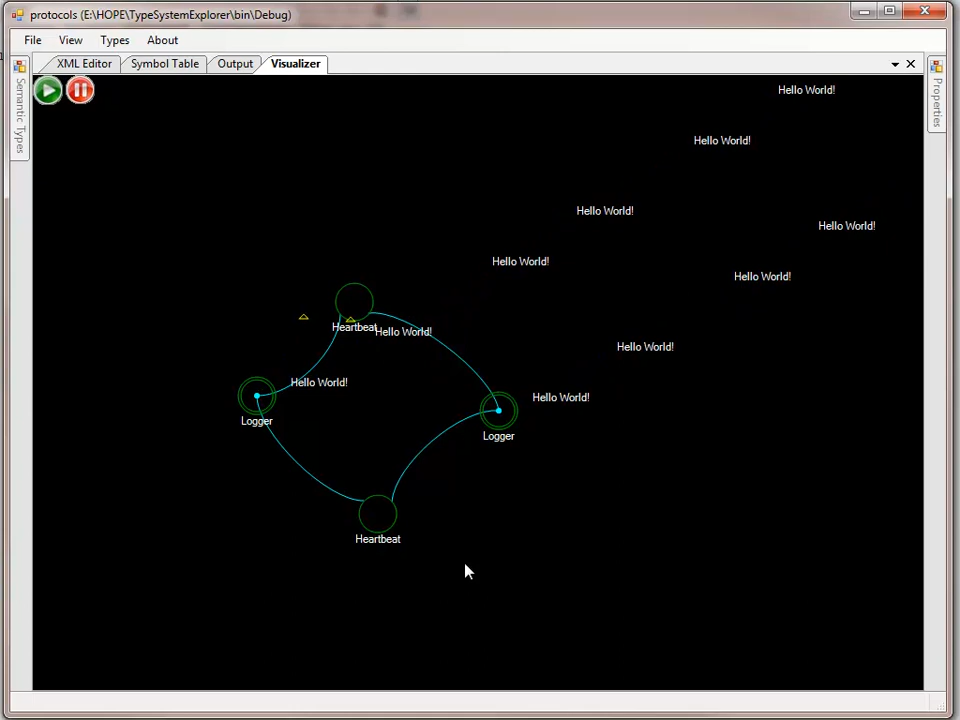 protocols (E:\HOPE\TypeSystemExplorer\bin\Debug)
File View Types About
XML Editor Symbol Table Output Visualizer
Semantic Types
Properties
Hello World!
Hello World!
Hello World!
Hello World!
Hello World!
Hello World!
Heartbeat
Hello World!
Hello World!
Hello World!
Hello World!
Logger
Logger
Heartbeat